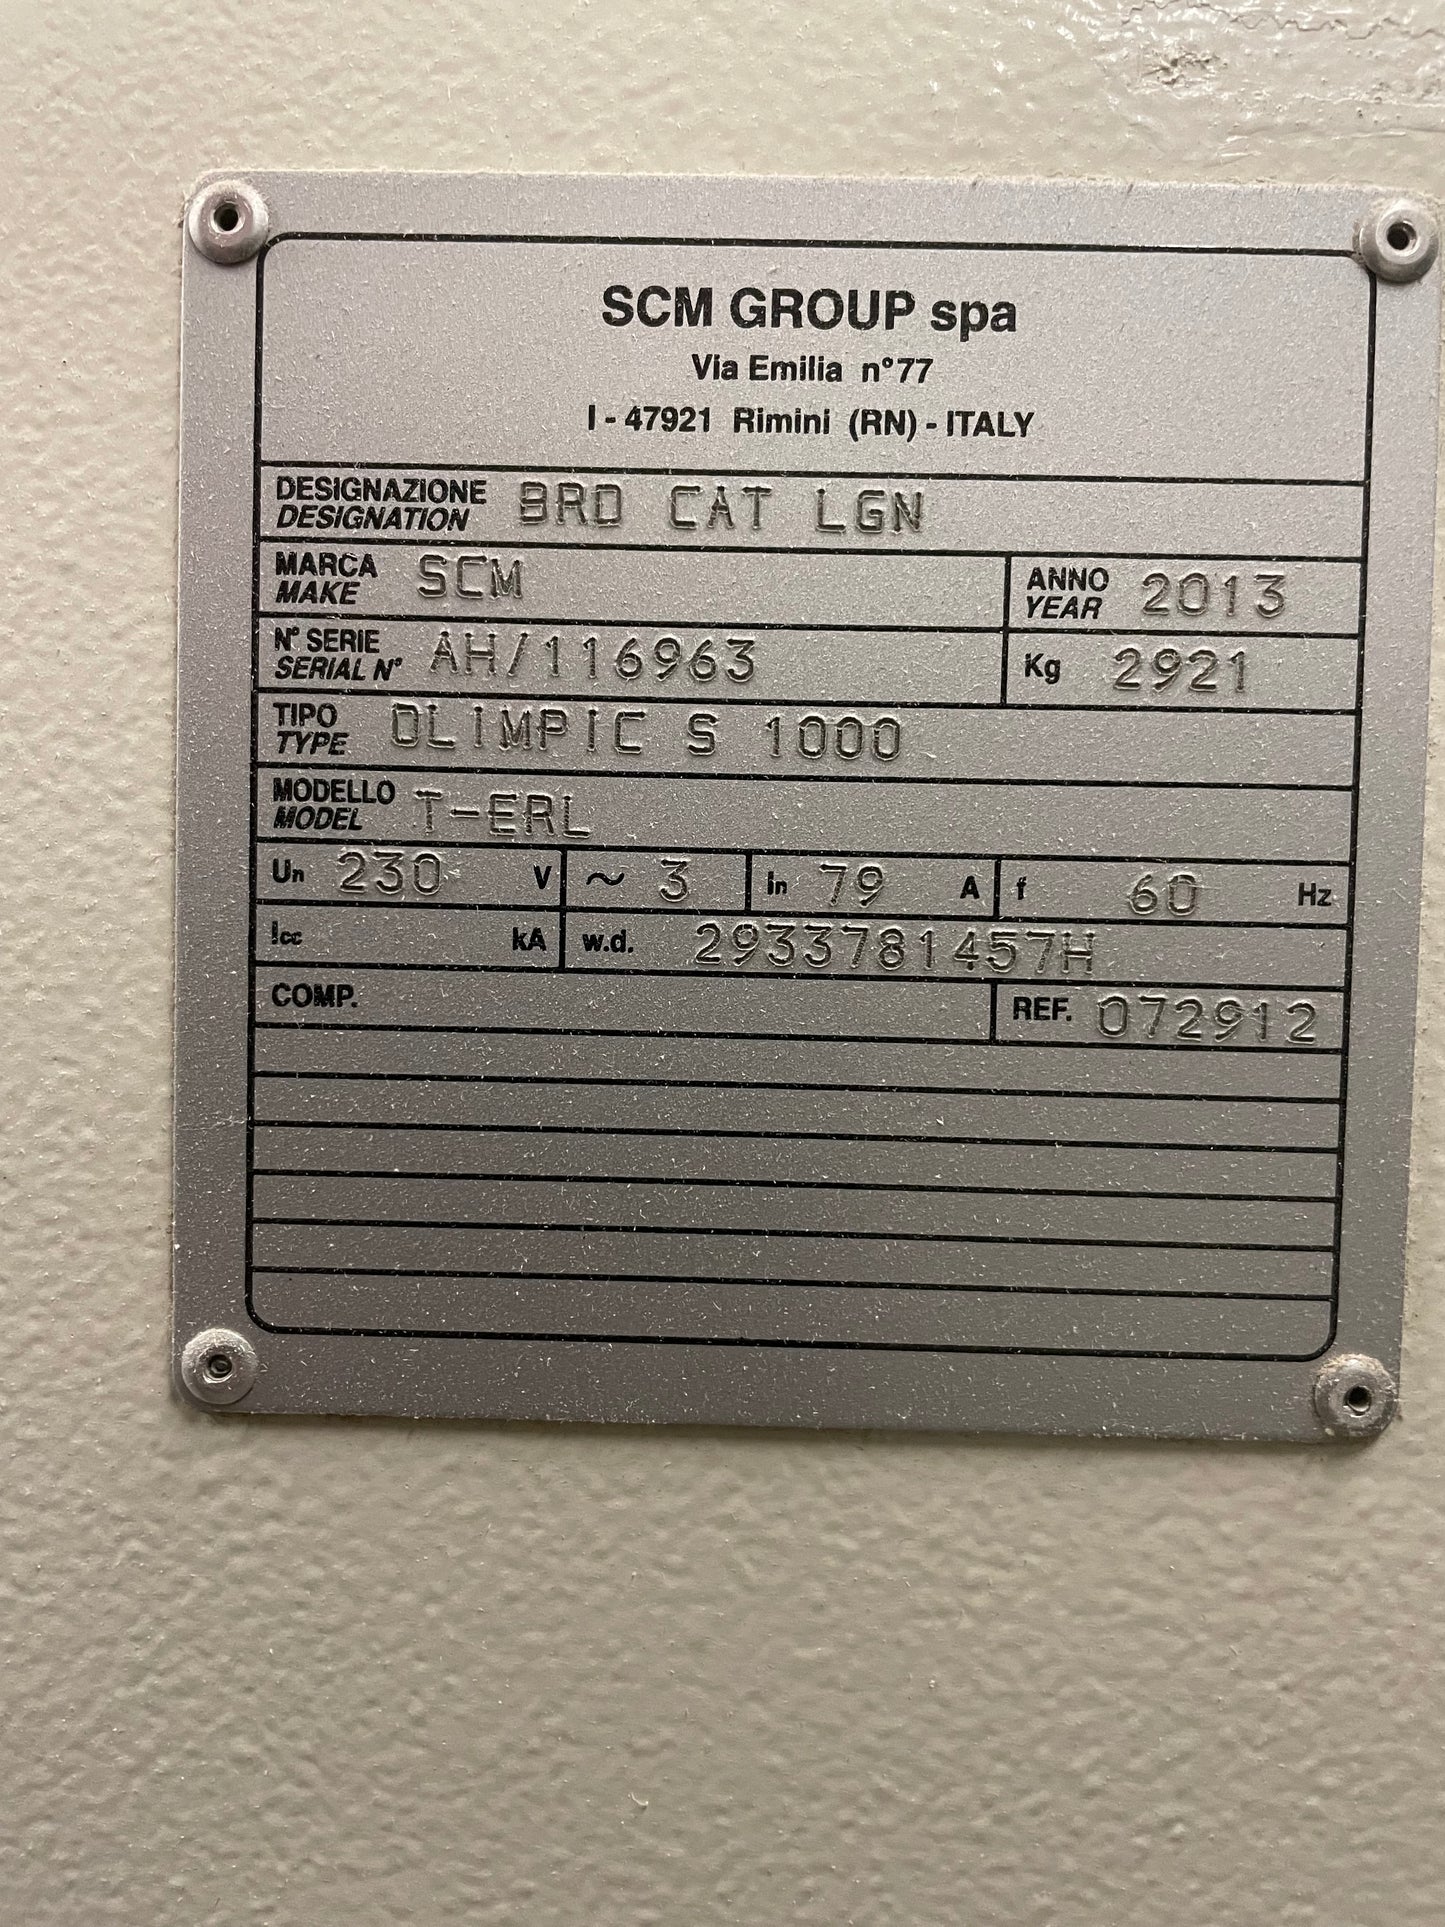 SCM GROUP spa
Via Emilia n°77
I - 47921 Rimini (RN) - ITALY
DESIGNAZIONE
DESIGNATION
BRD CAT LGN
MARCA
MAKE
SCM
ANNO
YEAR
2013
N° SERIE
SERIAL N°
AH/116963
Kg 2921
TIPO
TYPE
OLIMPIC S 1000
MODELLO
MODEL
T-ERL
Un 230 V ~ 3 In 79 A f 60 Hz
Icc kA w.d. 2933781457H
COMP. REF. 072912